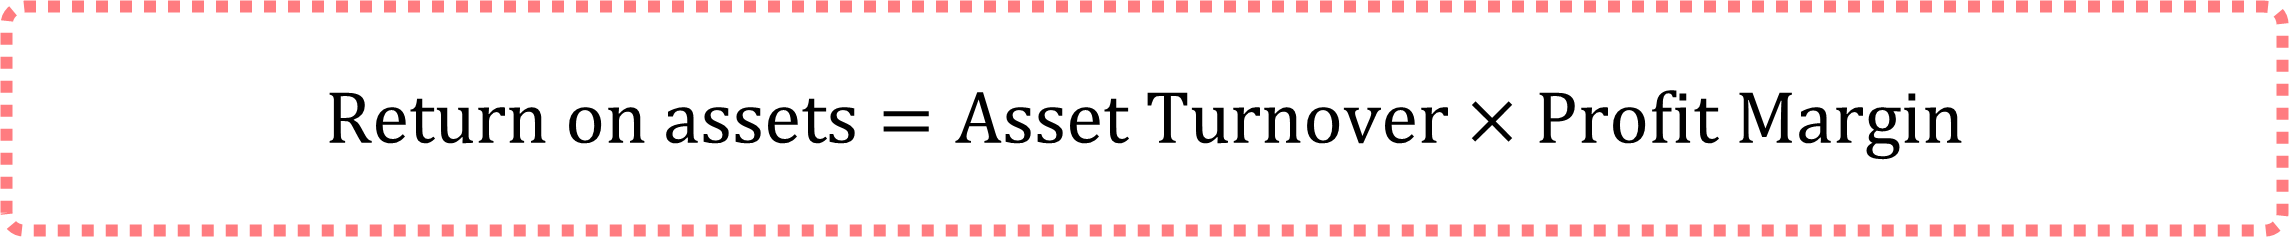 Return on assets = Asset Turnover × Profit Margin